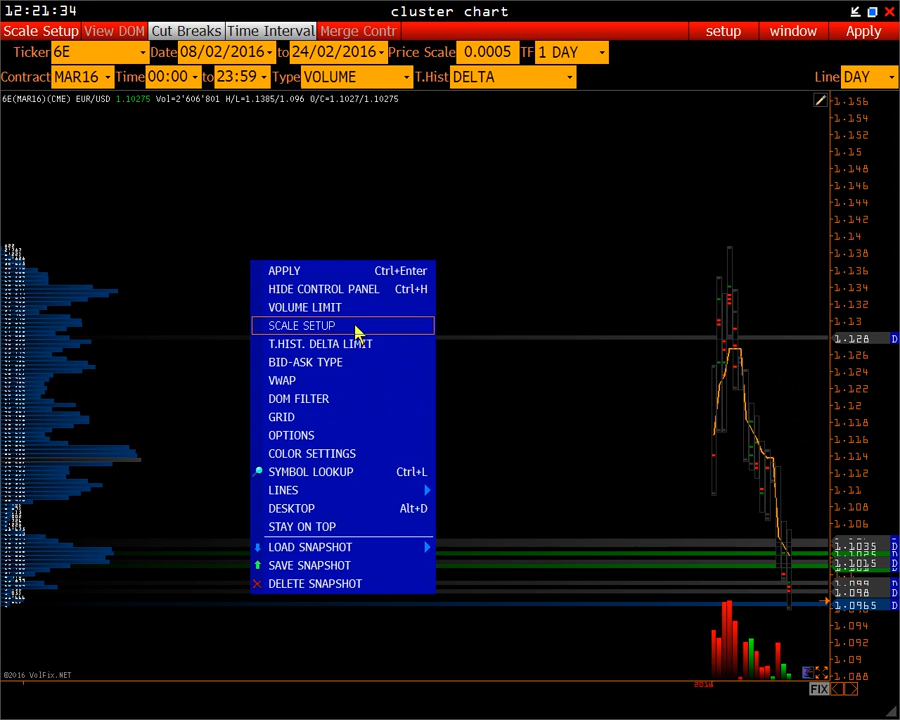 12:21:34 cluster chart
Scale Setup View DOM Cut Breaks Time Interval Merge Contr setup window Apply
Ticker 6E Date 08/02/2016 to 24/02/2016 Price Scale 0.0005 TF 1 DAY
Contract MAR16 Time 00:00 to 23:59 Type VOLUME T.Hist DELTA Line DAY
6E(MAR16)(CME) EUR/USD 1.10275 Vol=2'606'801 H/L=1.1385/1.096 O/C=1.1027/1.10275
1.156
1.154
1.152
1.15
1.148
1.146
1.144
1.142
1.14
1.138
1.136
1.134
1.132
1.13
1.128 D
1.126
1.124
1.122
1.12
1.118
1.116
1.114
1.112
1.11
1.108
1.106
1.1035 D
1.1015 D
1.099 D
1.098 D
1.0965 D
1.094
1.092
1.09
1.088
APPLY Ctrl+Enter
HIDE CONTROL PANEL Ctrl+H
VOLUME LIMIT
SCALE SETUP
T.HIST. DELTA LIMIT
BID-ASK TYPE
VWAP
DOM FILTER
GRID
OPTIONS
COLOR SETTINGS
SYMBOL LOOKUP Ctrl+L
LINES
DESKTOP Alt+D
STAY ON TOP
LOAD SNAPSHOT
SAVE SNAPSHOT
DELETE SNAPSHOT
©2016 VolFix.NET
FIX